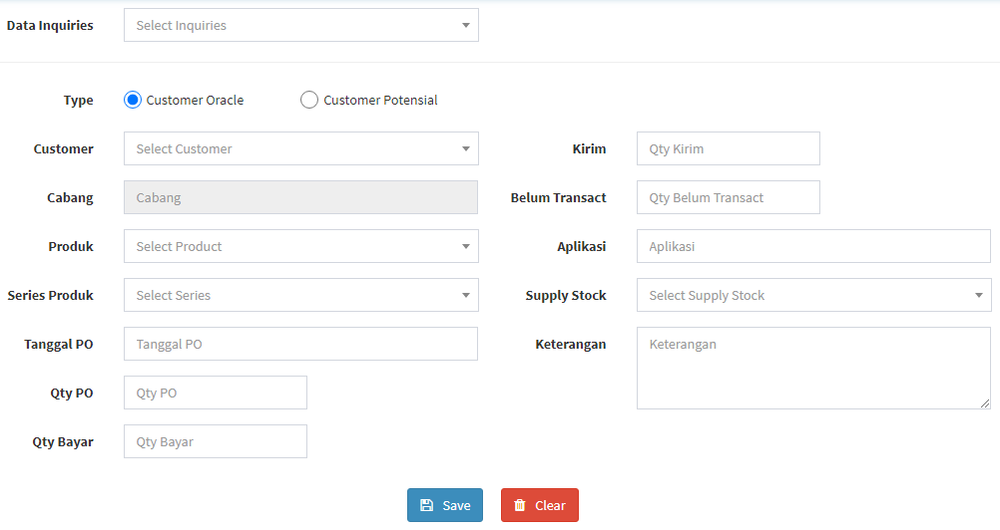 Data Inquiries Select Inquiries
Type Customer Oracle Customer Potensial
Customer Select Customer Kirim Qty Kirim
Cabang Cabang Belum Transact Qty Belum Transact
Produk Select Product Aplikasi Aplikasi
Series Produk Select Series Supply Stock Select Supply Stock
Tanggal PO Tanggal PO Keterangan Keterangan
Qty PO Qty PO
Qty Bayar Qty Bayar
Save Clear